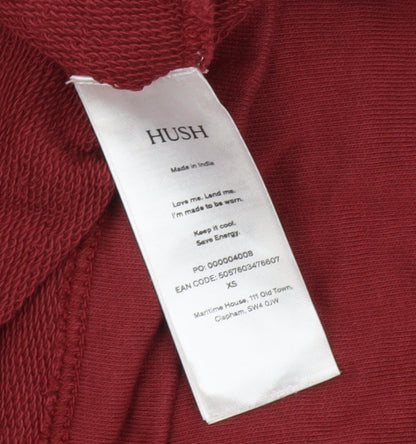 HUSH
Made in India
Love me. Lend me.
I'm made to be worn.
Keep it cool.
Save Energy.
PO: 000004008
EAN CODE: 5057603476607
XS
Maritime House, 111 Old Town,
Clapham, SW4 0JW